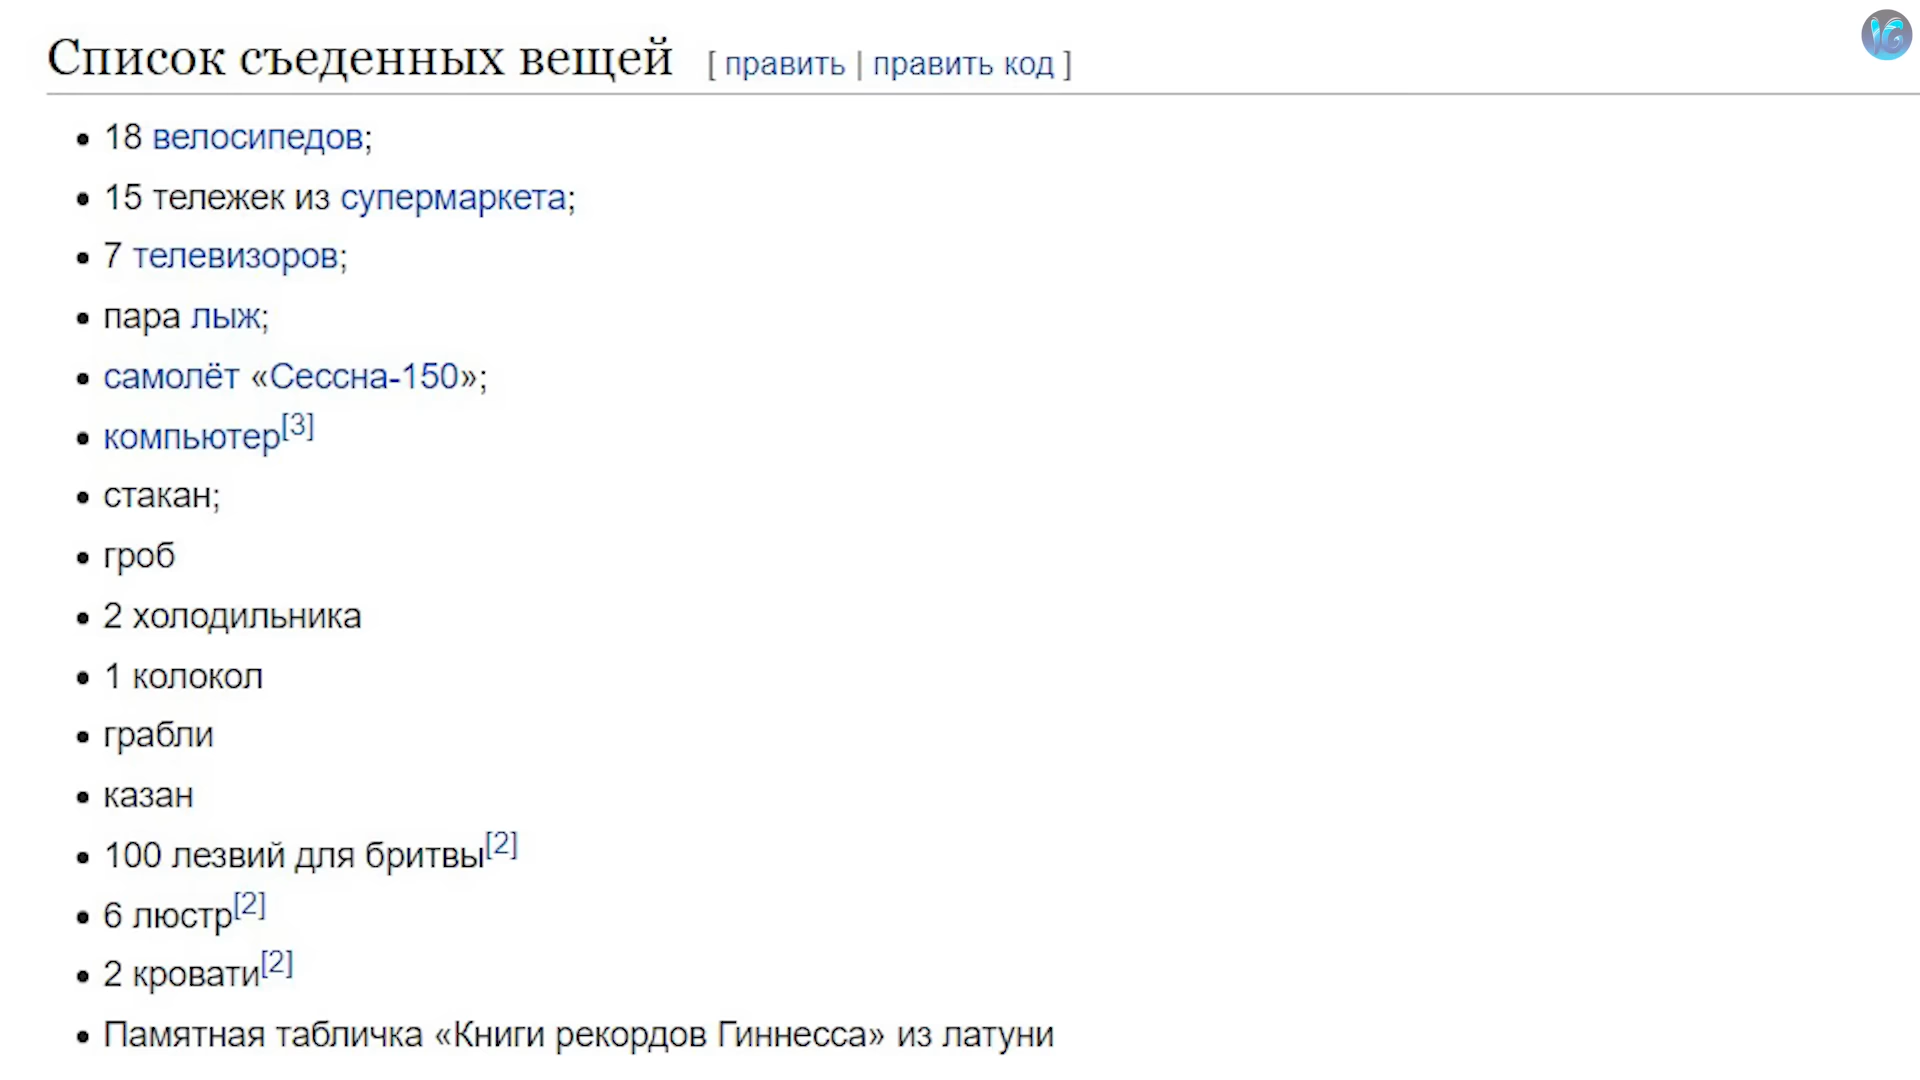 Список съеденных вещей [ править | править код ]
18 велосипедов;
15 тележек из супермаркета;
7 телевизоров;
пара лыж;
самолёт «Сессна-150»;
компьютер[3]
стакан;
гроб
2 холодильника
1 колокол
грабли
казан
100 лезвий для бритвы[2]
6 люстр[2]
2 кровати[2]
Памятная табличка «Книги рекордов Гиннесса» из латуни